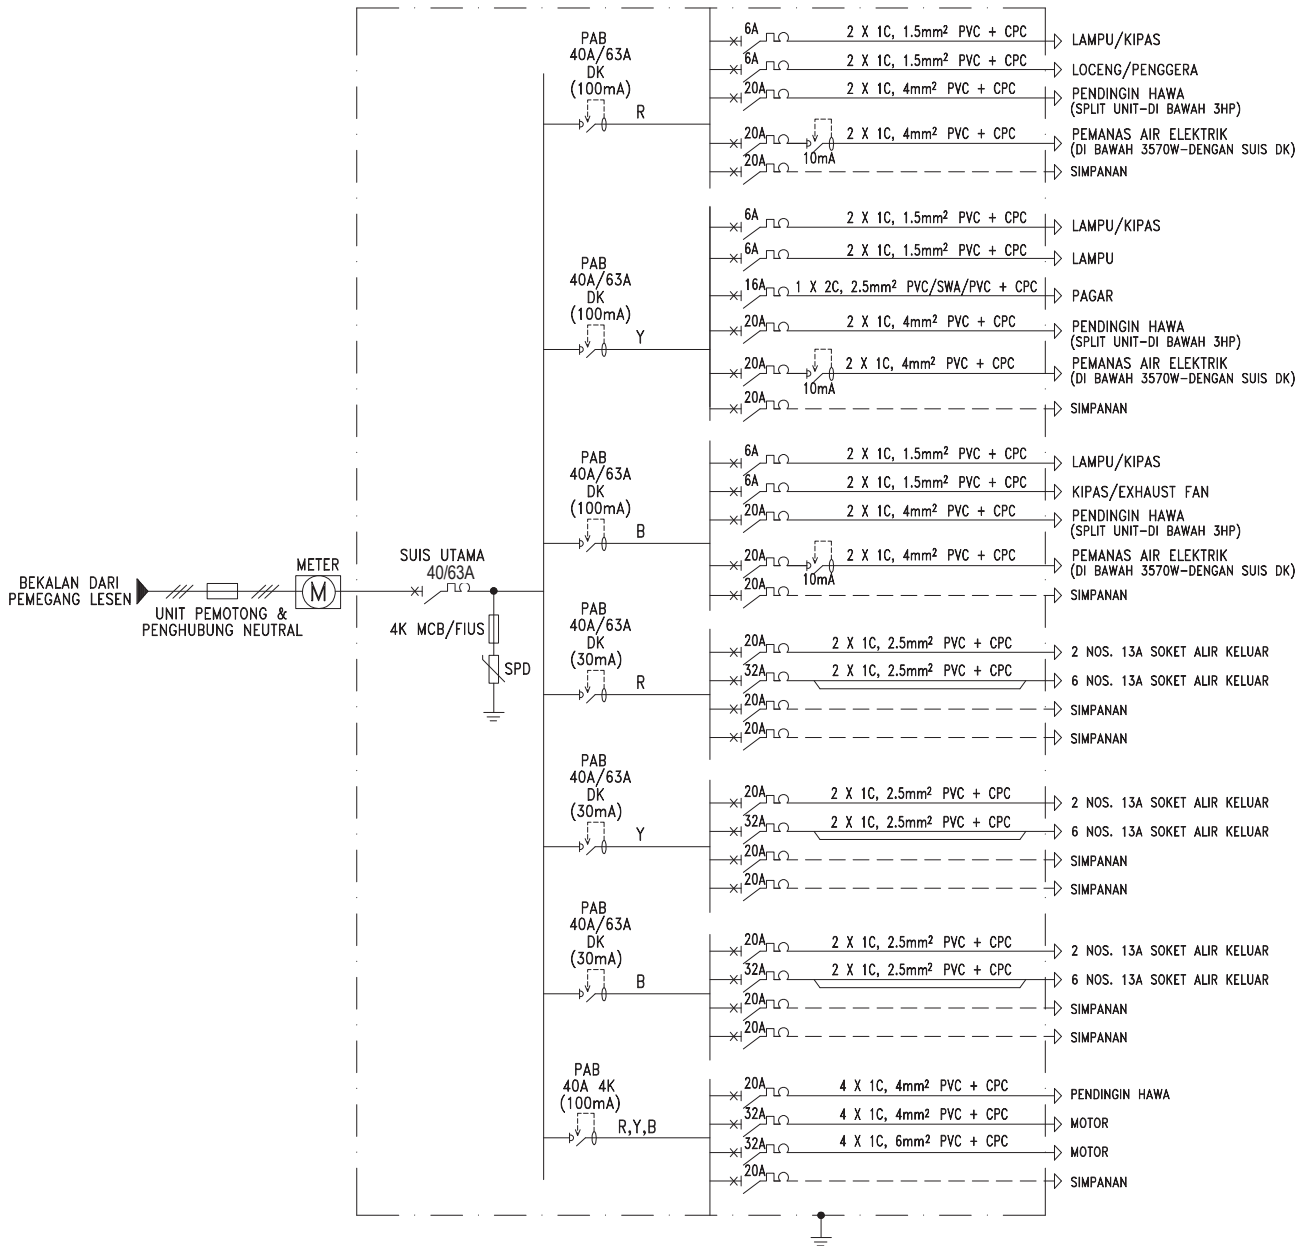 BEKALAN DARI
PEMEGANG LESEN
UNIT PEMOTONG &
PENGHUBUNG NEUTRAL
METER
M
SUIS UTAMA
40/63A
4K MCB/FIUS
SPD
PAB
40A/63A
DK
(100mA)
R
6A 2 X 1C, 1.5mm² PVC + CPC LAMPU/KIPAS
6A 2 X 1C, 1.5mm² PVC + CPC LOCENG/PENGGERA
20A 2 X 1C, 4mm² PVC + CPC PENDINGIN HAWA
(SPLIT UNIT-DI BAWAH 3HP)
20A 10mA 2 X 1C, 4mm² PVC + CPC PEMANAS AIR ELEKTRIK
(DI BAWAH 3570W-DENGAN SUIS DK)
20A SIMPANAN
PAB
40A/63A
DK
(100mA)
Y
6A 2 X 1C, 1.5mm² PVC + CPC LAMPU/KIPAS
6A 2 X 1C, 1.5mm² PVC + CPC LAMPU
16A 1 X 2C, 2.5mm² PVC/SWA/PVC + CPC PAGAR
20A 2 X 1C, 4mm² PVC + CPC PENDINGIN HAWA
(SPLIT UNIT-DI BAWAH 3HP)
20A 10mA 2 X 1C, 4mm² PVC + CPC PEMANAS AIR ELEKTRIK
(DI BAWAH 3570W-DENGAN SUIS DK)
20A SIMPANAN
PAB
40A/63A
DK
(100mA)
B
6A 2 X 1C, 1.5mm² PVC + CPC LAMPU/KIPAS
6A 2 X 1C, 1.5mm² PVC + CPC KIPAS/EXHAUST FAN
20A 2 X 1C, 4mm² PVC + CPC PENDINGIN HAWA
(SPLIT UNIT-DI BAWAH 3HP)
20A 10mA 2 X 1C, 4mm² PVC + CPC PEMANAS AIR ELEKTRIK
(DI BAWAH 3570W-DENGAN SUIS DK)
20A SIMPANAN
PAB
40A/63A
DK
(30mA)
R
20A 2 X 1C, 2.5mm² PVC + CPC 2 NOS. 13A SOKET ALIR KELUAR
32A 2 X 1C, 2.5mm² PVC + CPC 6 NOS. 13A SOKET ALIR KELUAR
20A SIMPANAN
20A SIMPANAN
PAB
40A/63A
DK
(30mA)
Y
20A 2 X 1C, 2.5mm² PVC + CPC 2 NOS. 13A SOKET ALIR KELUAR
32A 2 X 1C, 2.5mm² PVC + CPC 6 NOS. 13A SOKET ALIR KELUAR
20A SIMPANAN
20A SIMPANAN
PAB
40A/63A
DK
(30mA)
B
20A 2 X 1C, 2.5mm² PVC + CPC 2 NOS. 13A SOKET ALIR KELUAR
32A 2 X 1C, 2.5mm² PVC + CPC 6 NOS. 13A SOKET ALIR KELUAR
20A SIMPANAN
20A SIMPANAN
PAB
40A 4K
(100mA)
R,Y,B
20A 4 X 1C, 4mm² PVC + CPC PENDINGIN HAWA
32A 4 X 1C, 4mm² PVC + CPC MOTOR
32A 4 X 1C, 6mm² PVC + CPC MOTOR
20A SIMPANAN